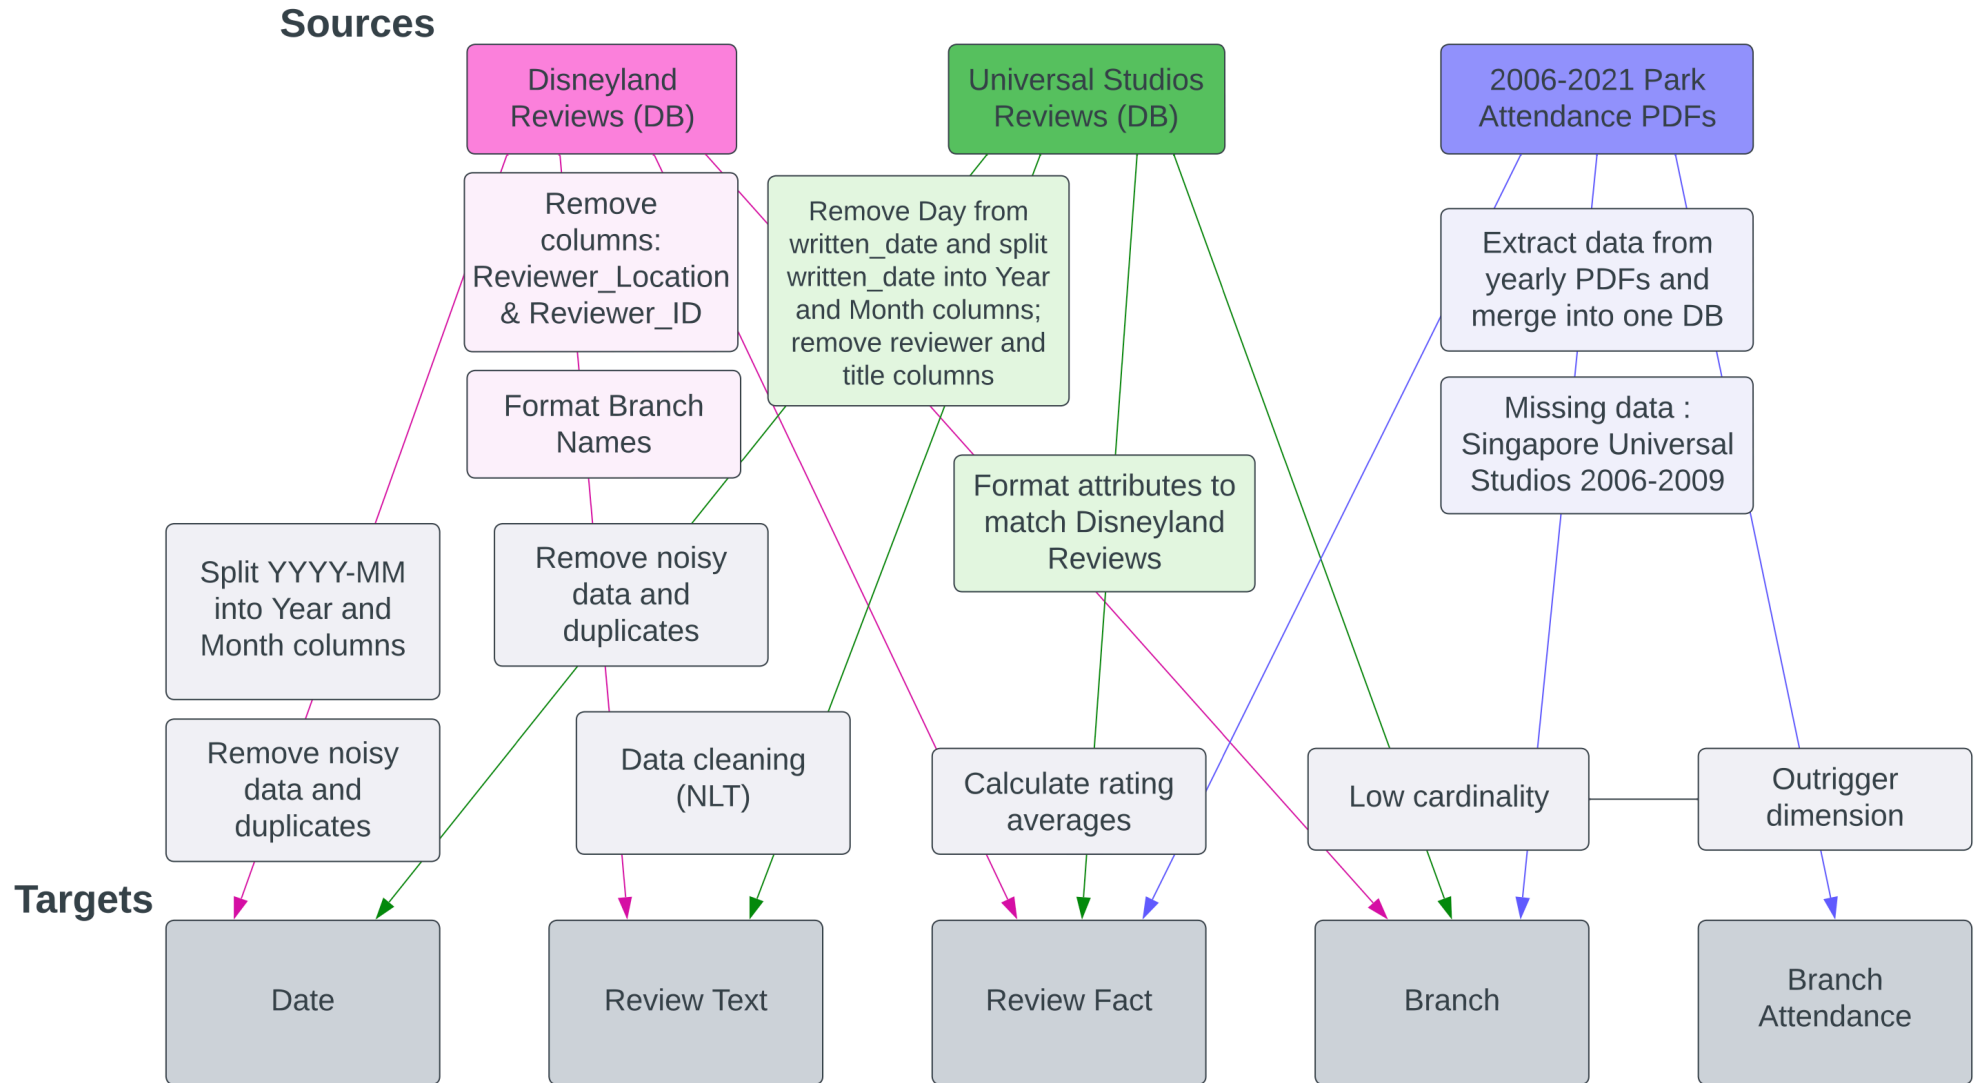 Sources
Disneyland
Reviews (DB)
Universal Studios
Reviews (DB)
2006-2021 Park
Attendance PDFs
Remove
columns:
Reviewer_Location
& Reviewer_ID
Remove Day from
written_date and split
written_date into Year
and Month columns;
remove reviewer and
title columns
Extract data from
yearly PDFs and
merge into one DB
Format Branch
Names
Format attributes to
match Disneyland
Reviews
Missing data :
Singapore Universal
Studios 2006-2009
Split YYYY-MM
into Year and
Month columns
Remove noisy
data and
duplicates
Remove noisy
data and
duplicates
Data cleaning
(NLT)
Calculate rating
averages
Low cardinality
Outrigger
dimension
Targets
Date
Review Text
Review Fact
Branch
Branch
Attendance